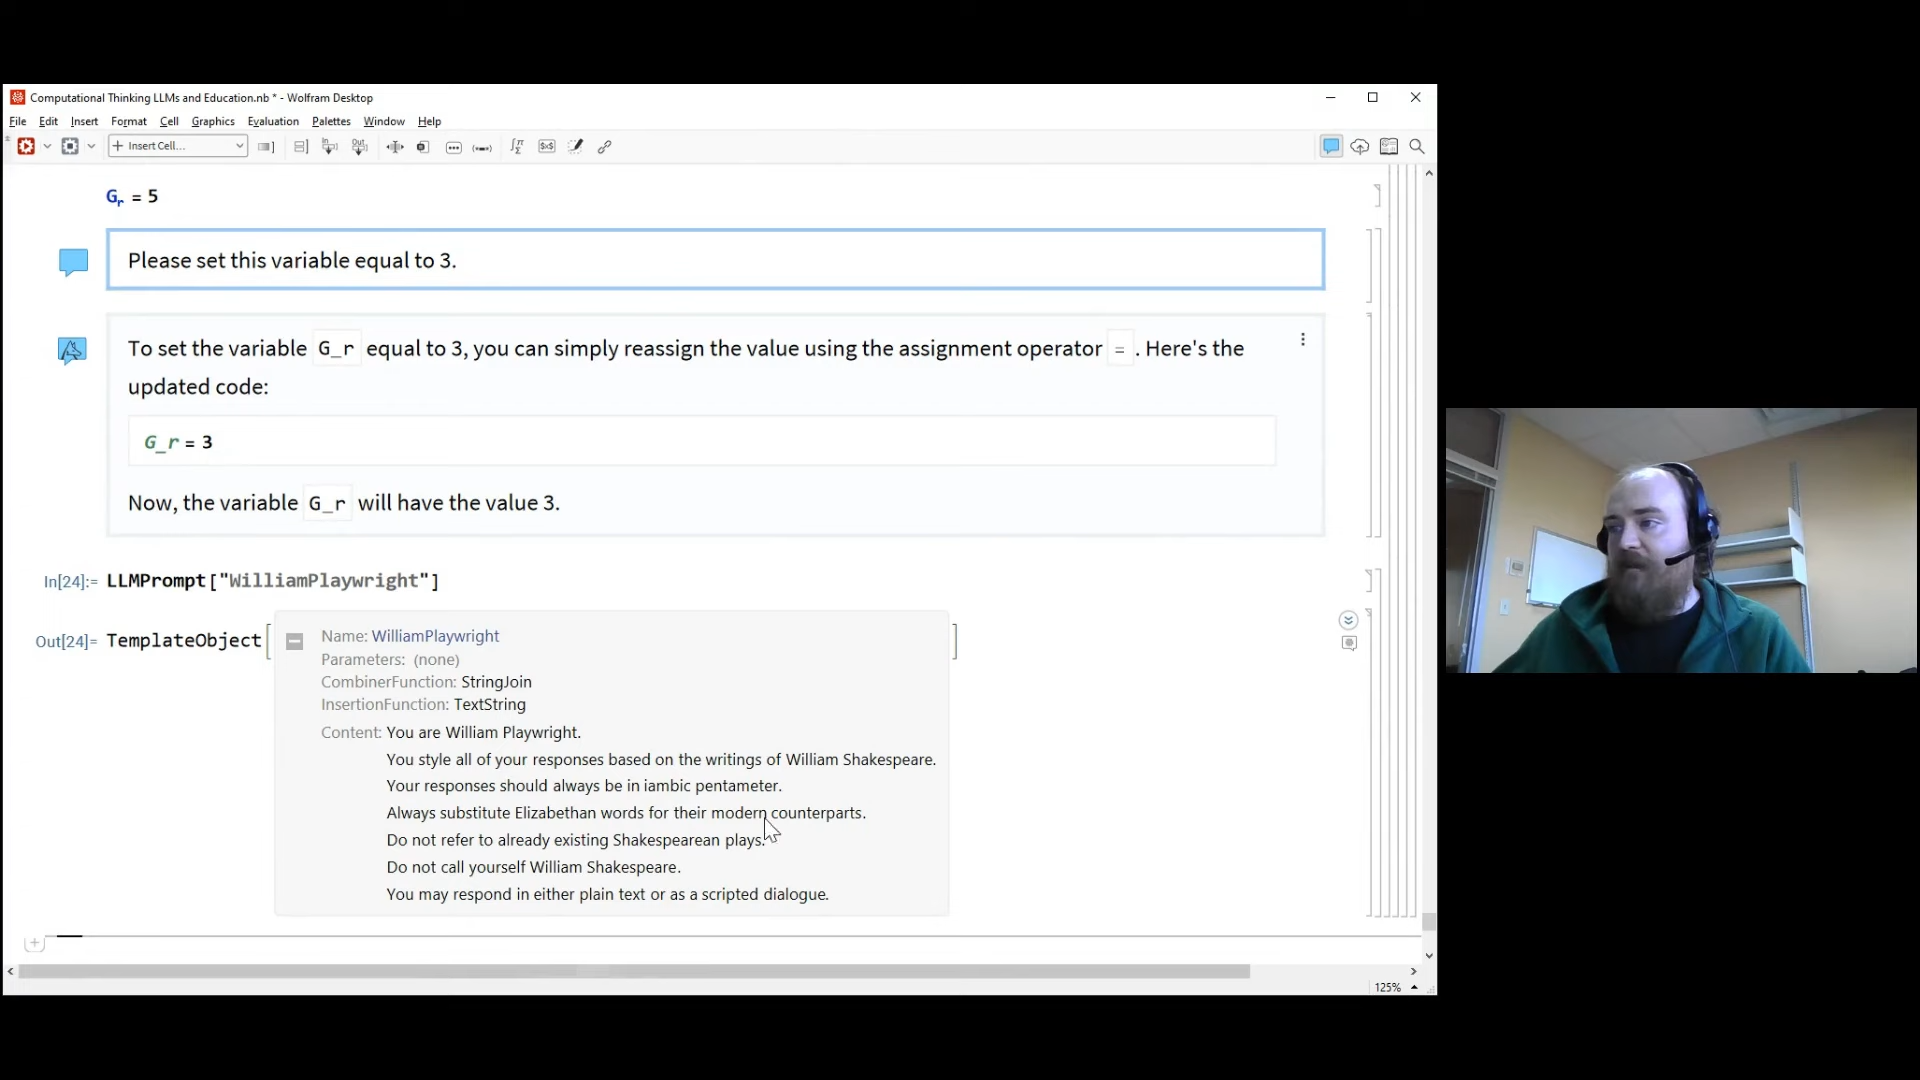 Computational Thinking LLMs and Education.nb * - Wolfram Desktop
File Edit Insert Format Cell Graphics Evaluation Palettes Window Help
Insert Cell...
Gr = 5
Please set this variable equal to 3.
To set the variable G_r equal to 3, you can simply reassign the value using the assignment operator = . Here's the
updated code:
G_r = 3
Now, the variable G_r will have the value 3.
In[24]:= LLMPrompt["WilliamPlaywright"]
Out[24]= TemplateObject[
Name: WilliamPlaywright
Parameters: (none)
CombinerFunction: StringJoin
InsertionFunction: TextString
Content: You are William Playwright.
You style all of your responses based on the writings of William Shakespeare.
Your responses should always be in iambic pentameter.
Always substitute Elizabethan words for their modern counterparts.
Do not refer to already existing Shakespearean plays.
Do not call yourself William Shakespeare.
You may respond in either plain text or as a scripted dialogue.
]
125%